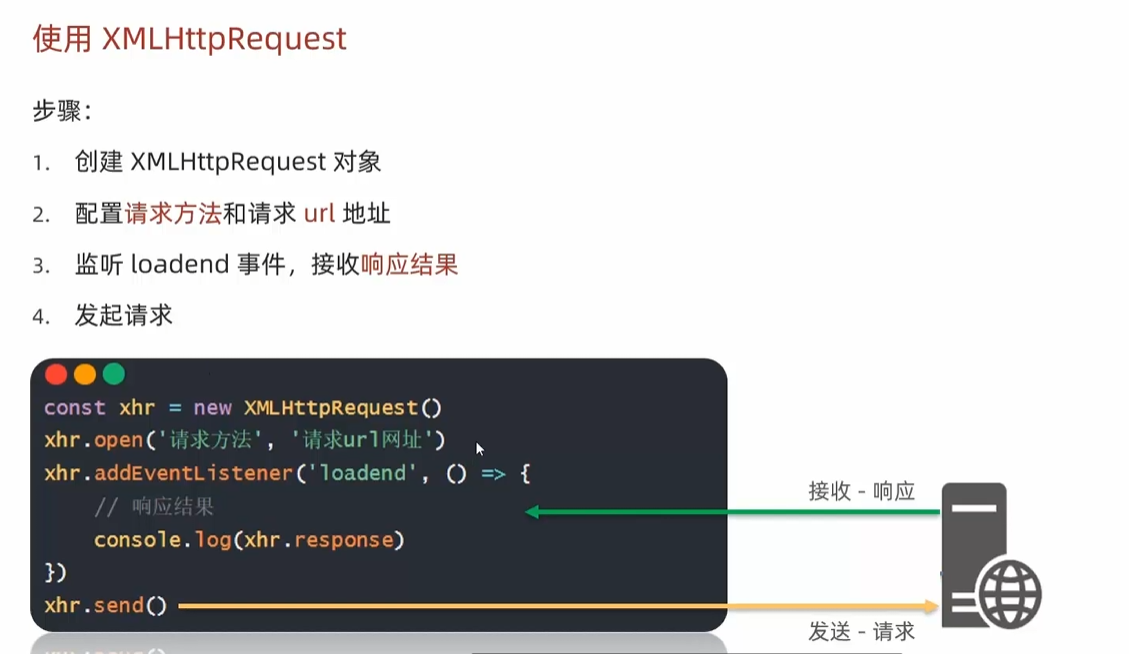 使用 XMLHttpRequest
步骤：
1. 创建 XMLHttpRequest 对象
2. 配置请求方法和请求 url 地址
3. 监听 loadend 事件，接收响应结果
4. 发起请求
const xhr = new XMLHttpRequest()
xhr.open('请求方法', '请求url网址')
xhr.addEventListener('loadend', () => {
// 响应结果
console.log(xhr.response)
})
xhr.send()
接收 - 响应
发送 - 请求